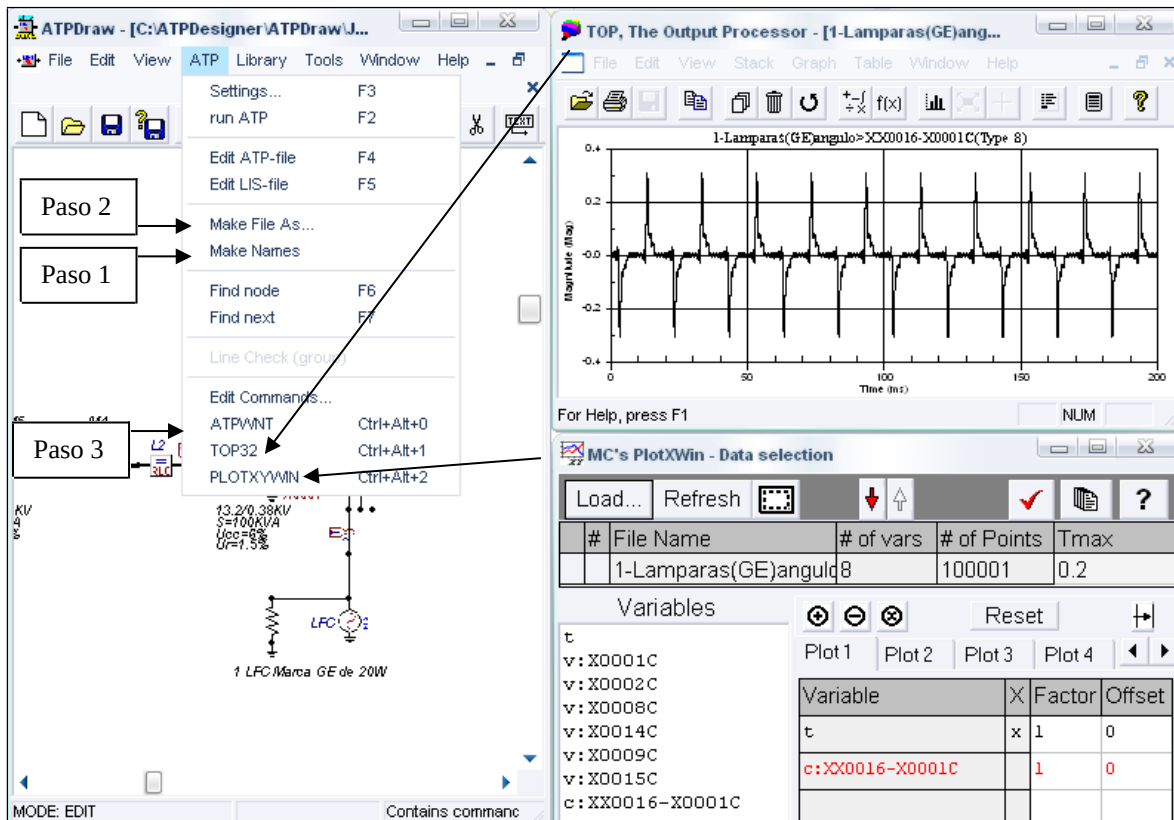 ATPDraw - [C:\ATPDesigner\ATPDraw\J...
File Edit View ATP Library Tools Window Help
TEXT
Settings... F3
run ATP F2
Edit ATP-file F4
Edit LIS-file F5
Make File As...
Make Names
Find node F6
Find next F7
Line Check (group)
Edit Commands...
ATPWNT Ctrl+Alt+0
TOP32 Ctrl+Alt+1
PLOTXYWIN Ctrl+Alt+2
Paso 2
Paso 1
Paso 3
L2
RLC
KV
13.2/0.38KV
S=100KVA
Ucc=6%
Ur=1.5%
LFC
1 LFC Marca GE de 20W
MODE: EDIT Contains commanc
TOP, The Output Processor - [1-Lamparas(GE)ang...
File Edit View Stack Graph Table Window Help
f(x)
1-Lamparas(GE)angulo>XX0016-X0001C(Type 8)
Magnitude (Mag)
0.4
0.2
-0.0
-0.2
-0.4
0 50 100 150 200
Time (ms)
For Help, press F1 NUM
MC's PlotXWin - Data selection
Load... Refresh ?
# File Name # of vars # of Points Tmax
1-Lamparas(GE)angulo 8 100001 0.2
Variables
Reset
t
v:X0001C
v:X0002C
v:X0008C
v:X0014C
v:X0009C
v:X0015C
c:XX0016-X0001C
Plot1 Plot 2 Plot 3 Plot 4
Variable X Factor Offset
t x 1 0
c:XX0016-X0001C 1 0